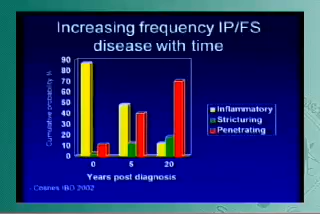 Increasing frequency IP/FS
disease with time
Cumulative probability %
90
80
70
60
50
40
30
20
10
0
0 5 20
Years post diagnosis
Inflammatory
Stricturing
Penetrating
Cosnes IBD 2002